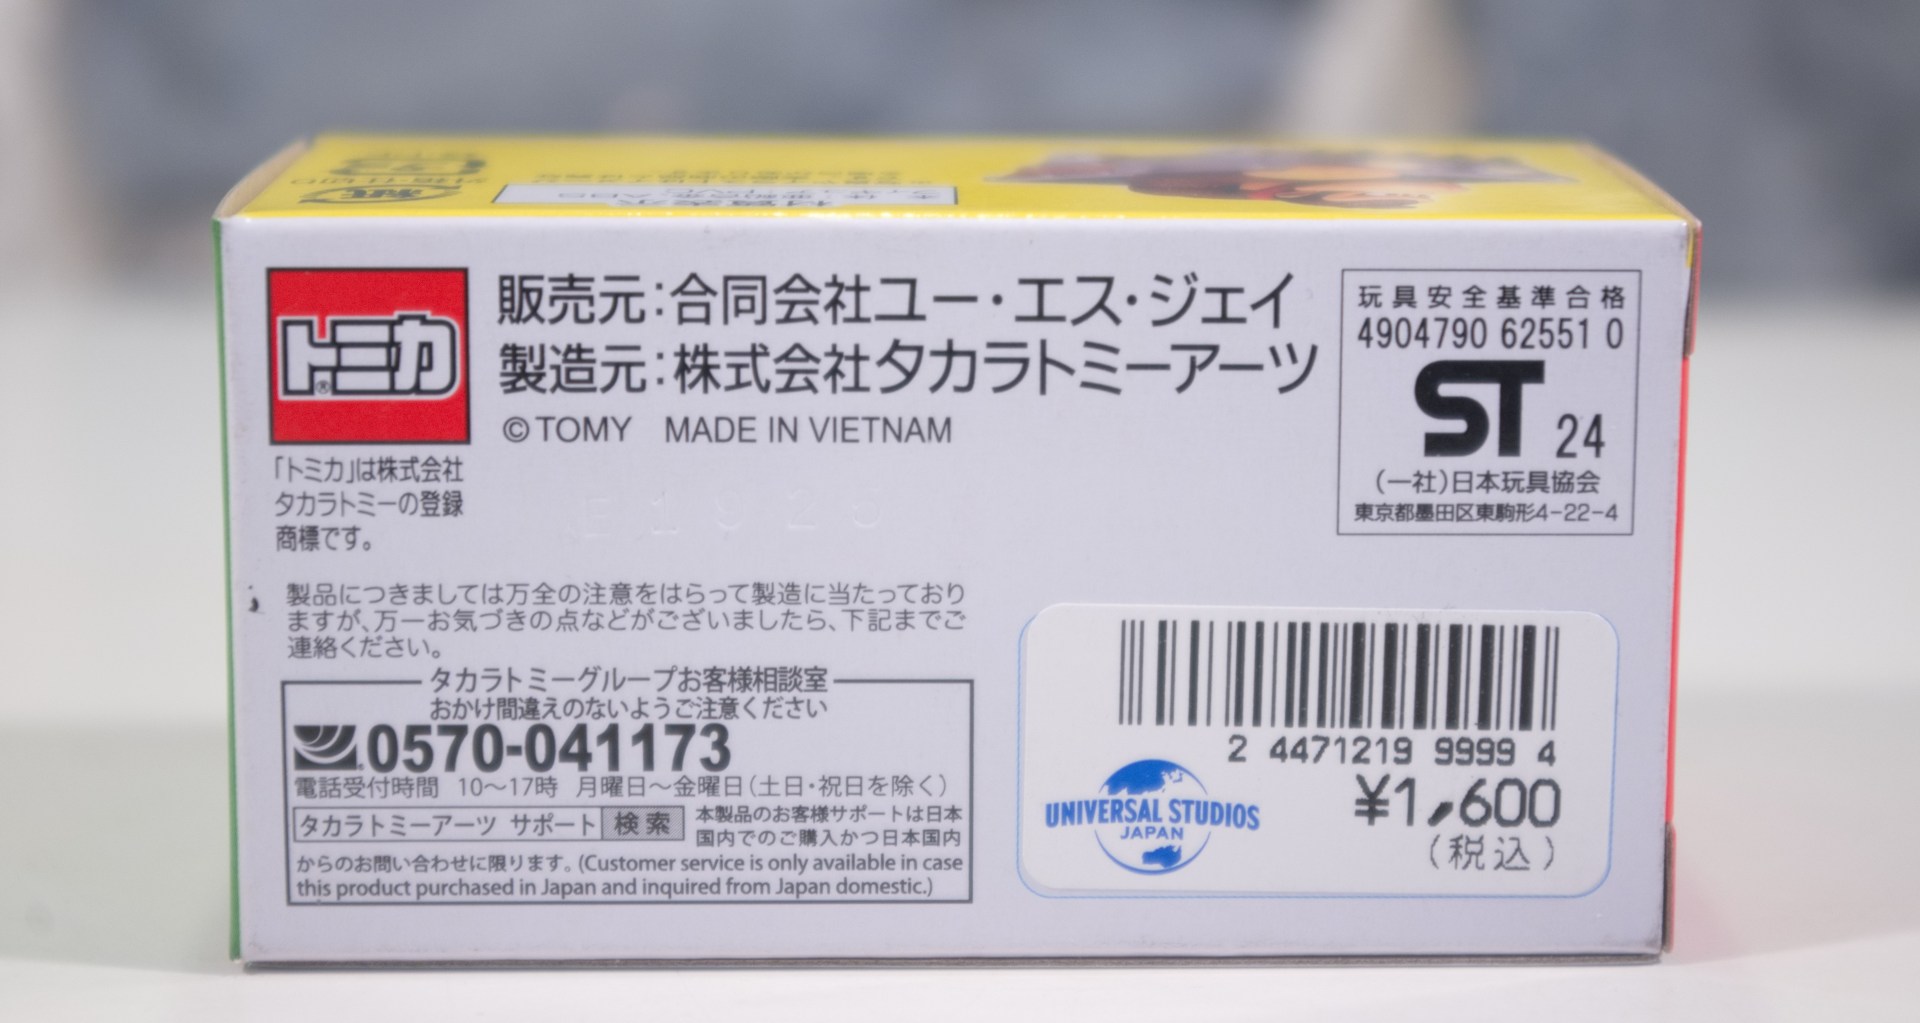 トミカ
®
「トミカ」は株式会社
タカラトミーの登録
商標です。
販売元:合同会社ユー・エス・ジェイ
製造元:株式会社タカラトミーアーツ
©TOMY MADE IN VIETNAM
玩具安全基準合格
4904790 62551 0
ST 24
(一社)日本玩具協会
東京都墨田区東駒形4-22-4
製品につきましては万全の注意をはらって製造に当たっており
ますが、万一お気づきの点などがございましたら、下記までご
連絡ください。
タカラトミーグループお客様相談室
おかけ間違えのないようご注意ください
0570-041173
電話受付時間 10～17時 月曜日～金曜日(土日・祝日を除く)
タカラトミーアーツ サポート 検索
本製品のお客様サポートは日本
国内でのご購入かつ日本国内
からのお問い合わせに限ります。(Customer service is only available in case
this product purchased in Japan and inquired from Japan domestic.)
2 4471219 9999 4
¥1,600
(税込)
UNIVERSAL STUDIOS
JAPAN